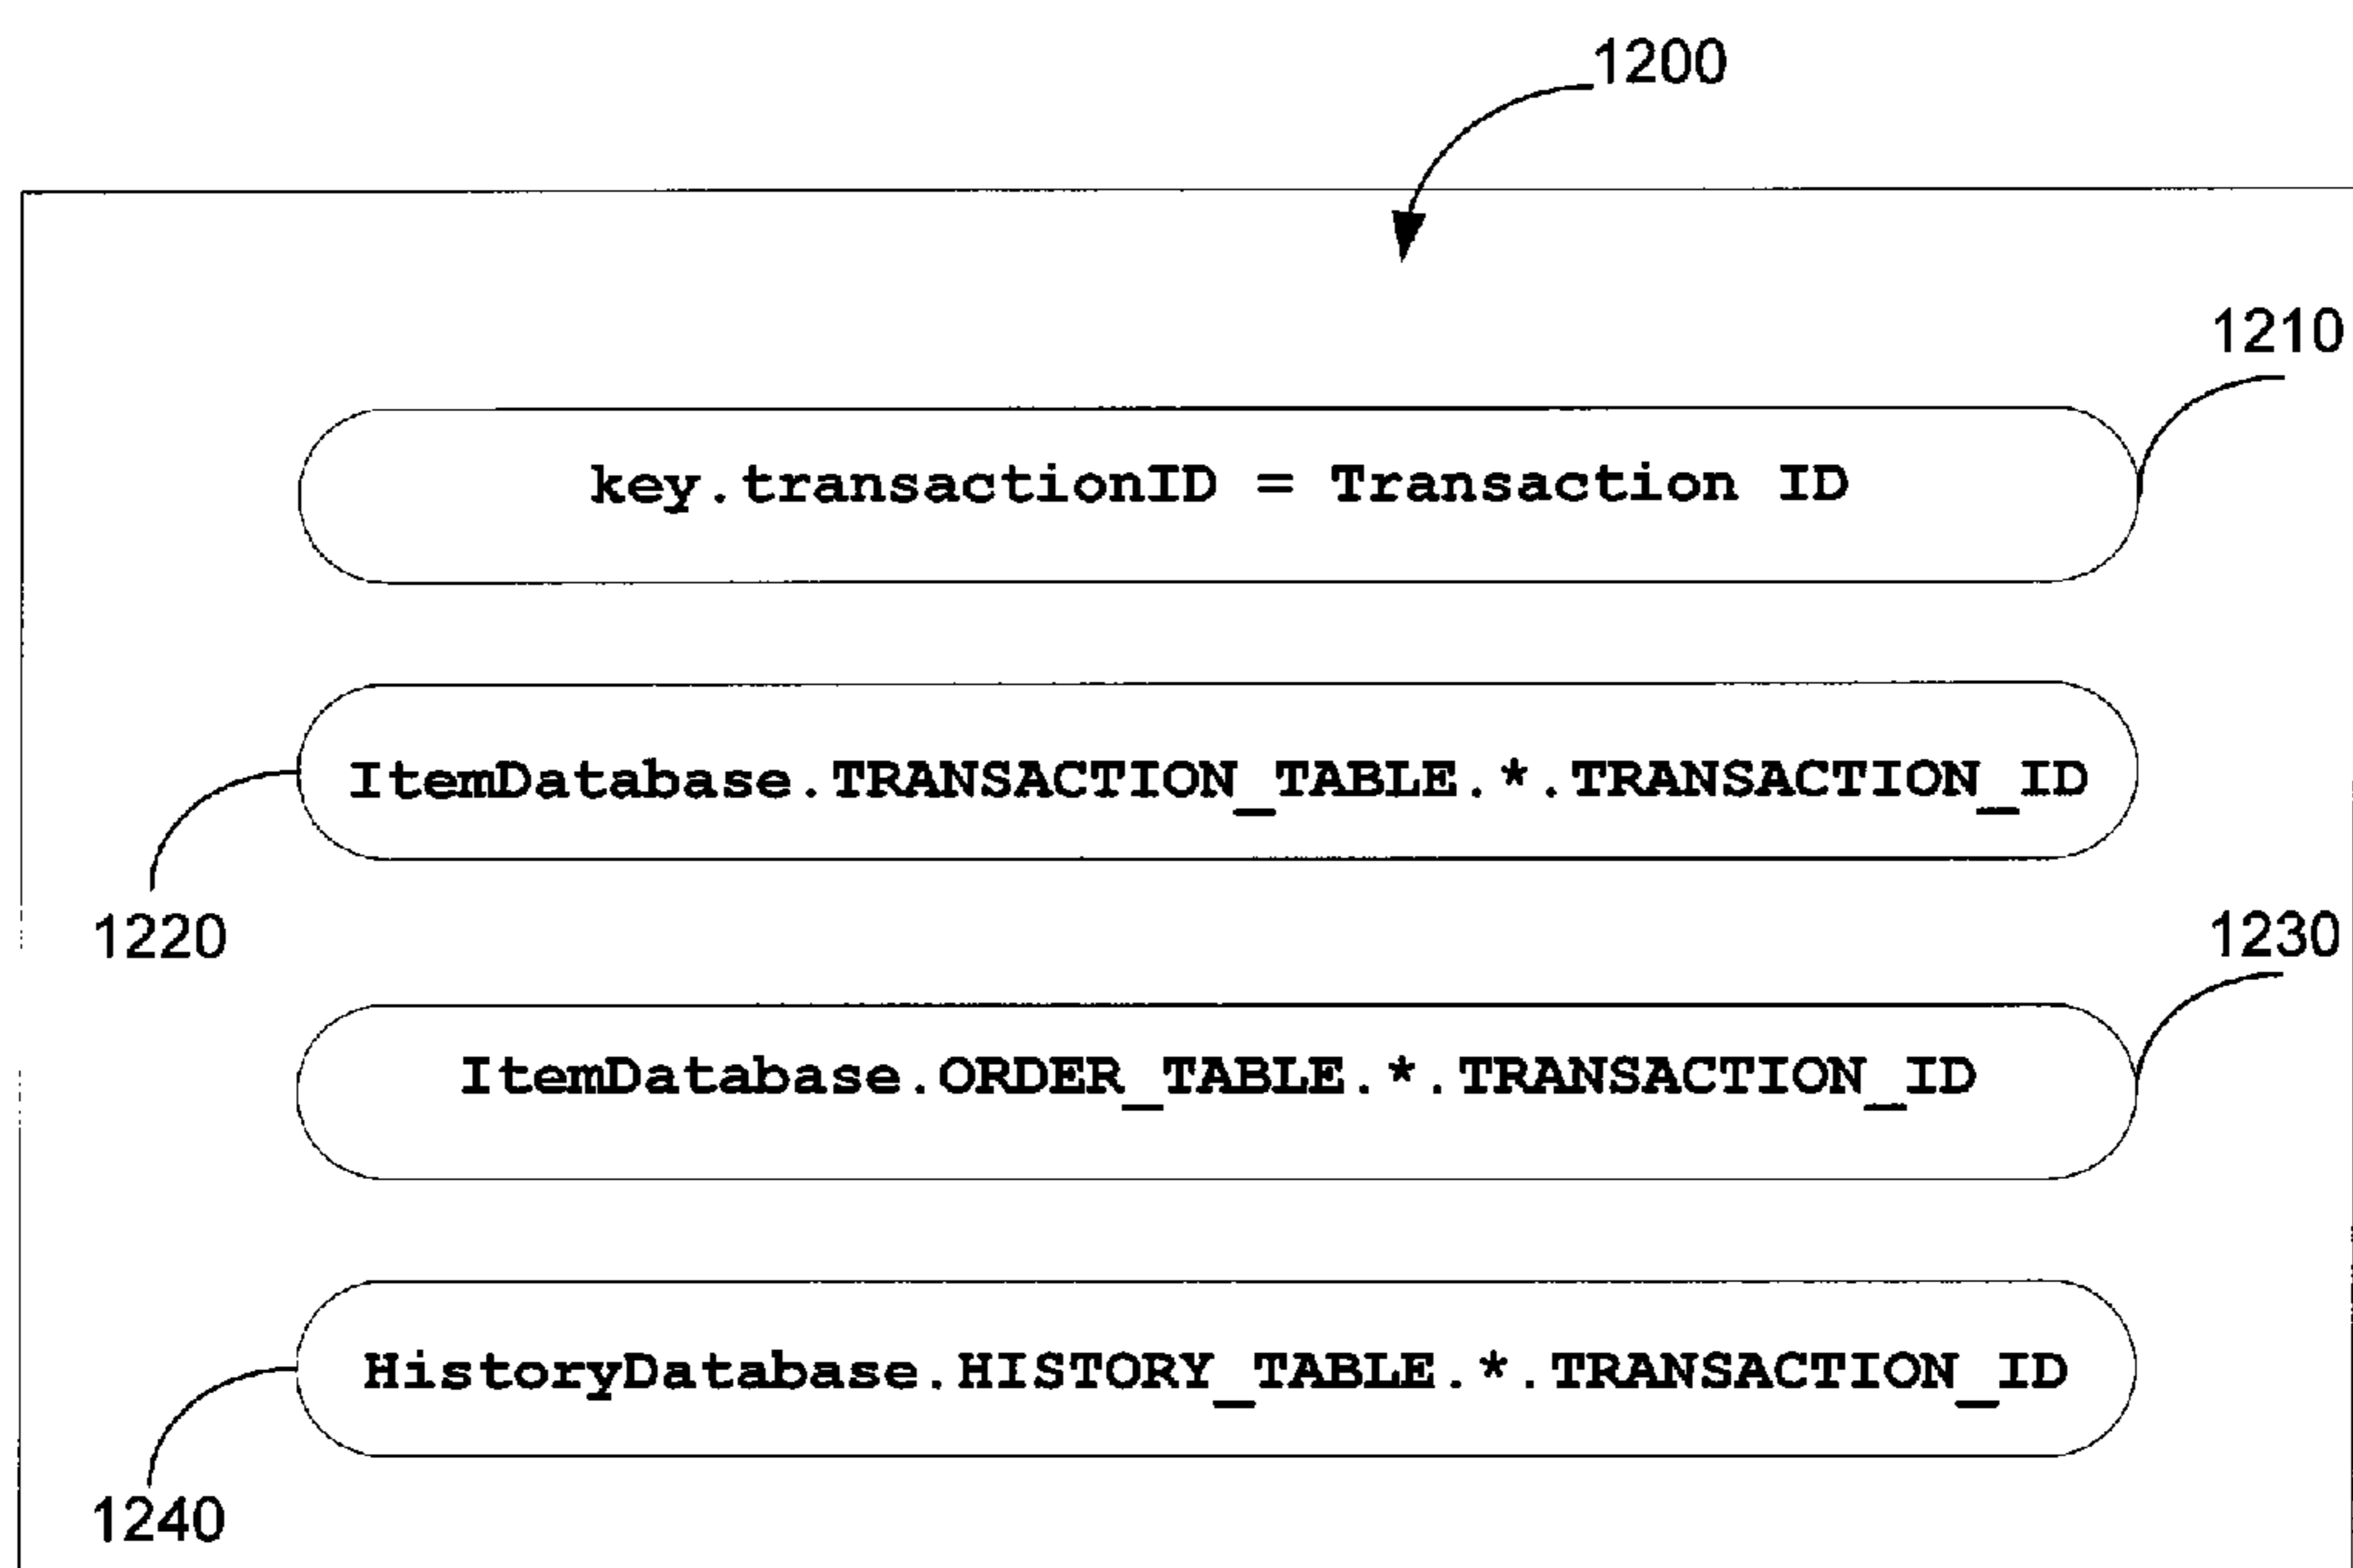 1200
1210
key.transactionID = Transaction ID
ItemDatabase.TRANSACTION_TABLE.*.TRANSACTION_ID
1220
1230
ItemDatabase.ORDER_TABLE.*.TRANSACTION_ID
HistoryDatabase.HISTORY_TABLE.*.TRANSACTION_ID
1240